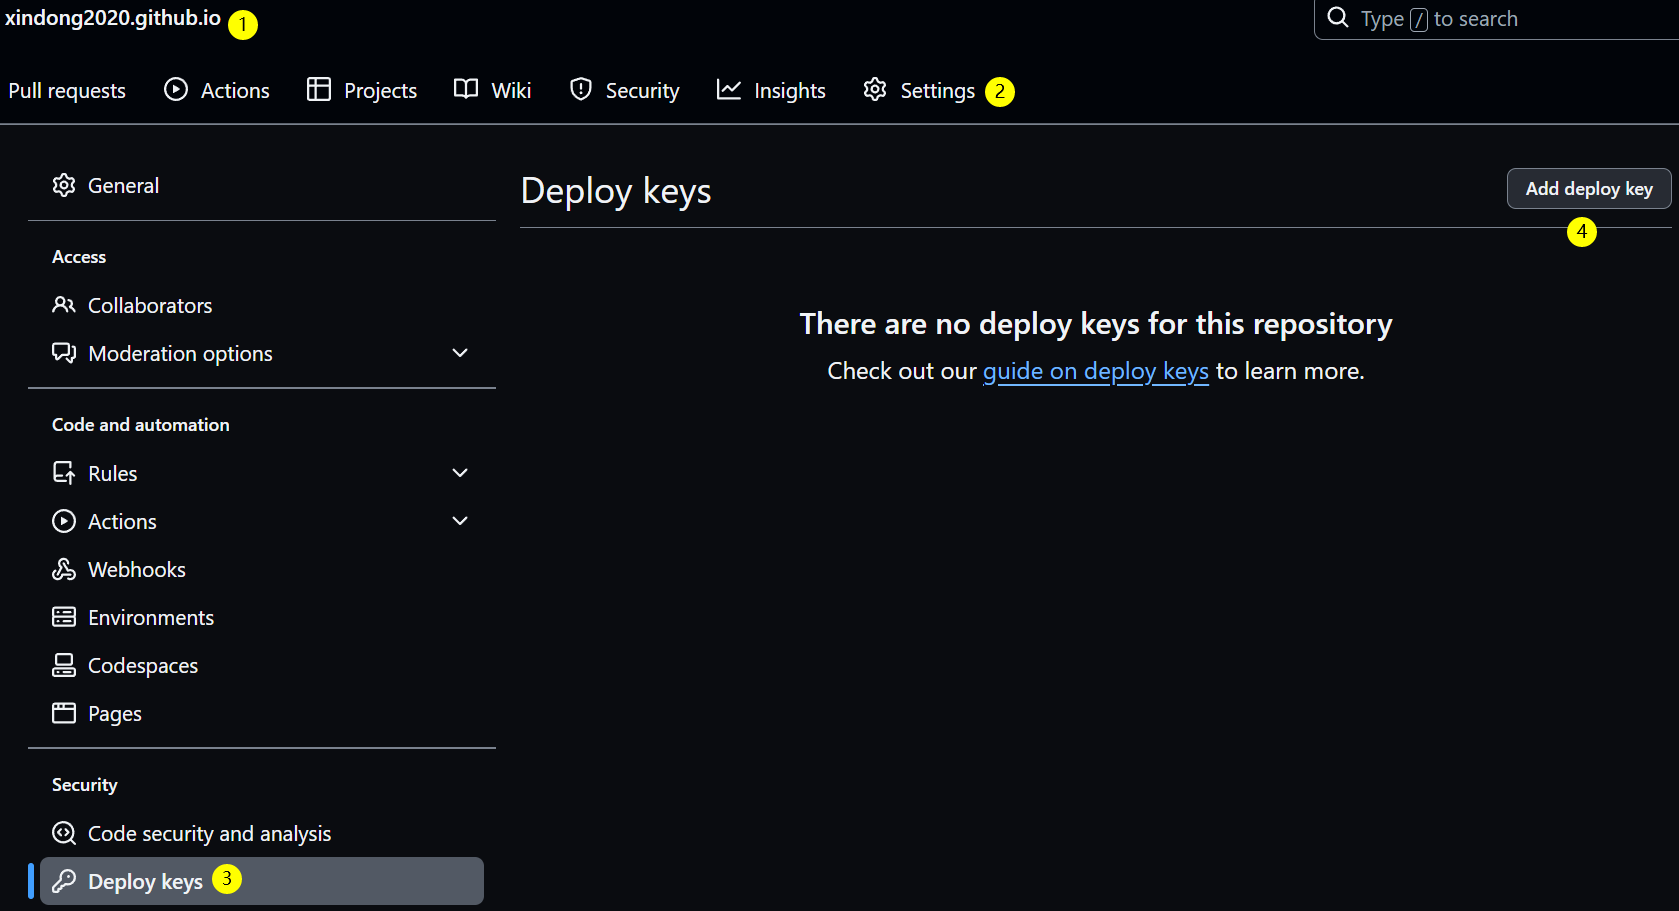 xindong2020.github.io 1
Type / to search
Pull requests Actions Projects Wiki Security Insights Settings 2
General
Access
Collaborators
Moderation options
Code and automation
Rules
Actions
Webhooks
Environments
Codespaces
Pages
Security
Code security and analysis
Deploy keys 3
Deploy keys
Add deploy key
4
There are no deploy keys for this repository
Check out our guide on deploy keys to learn more.